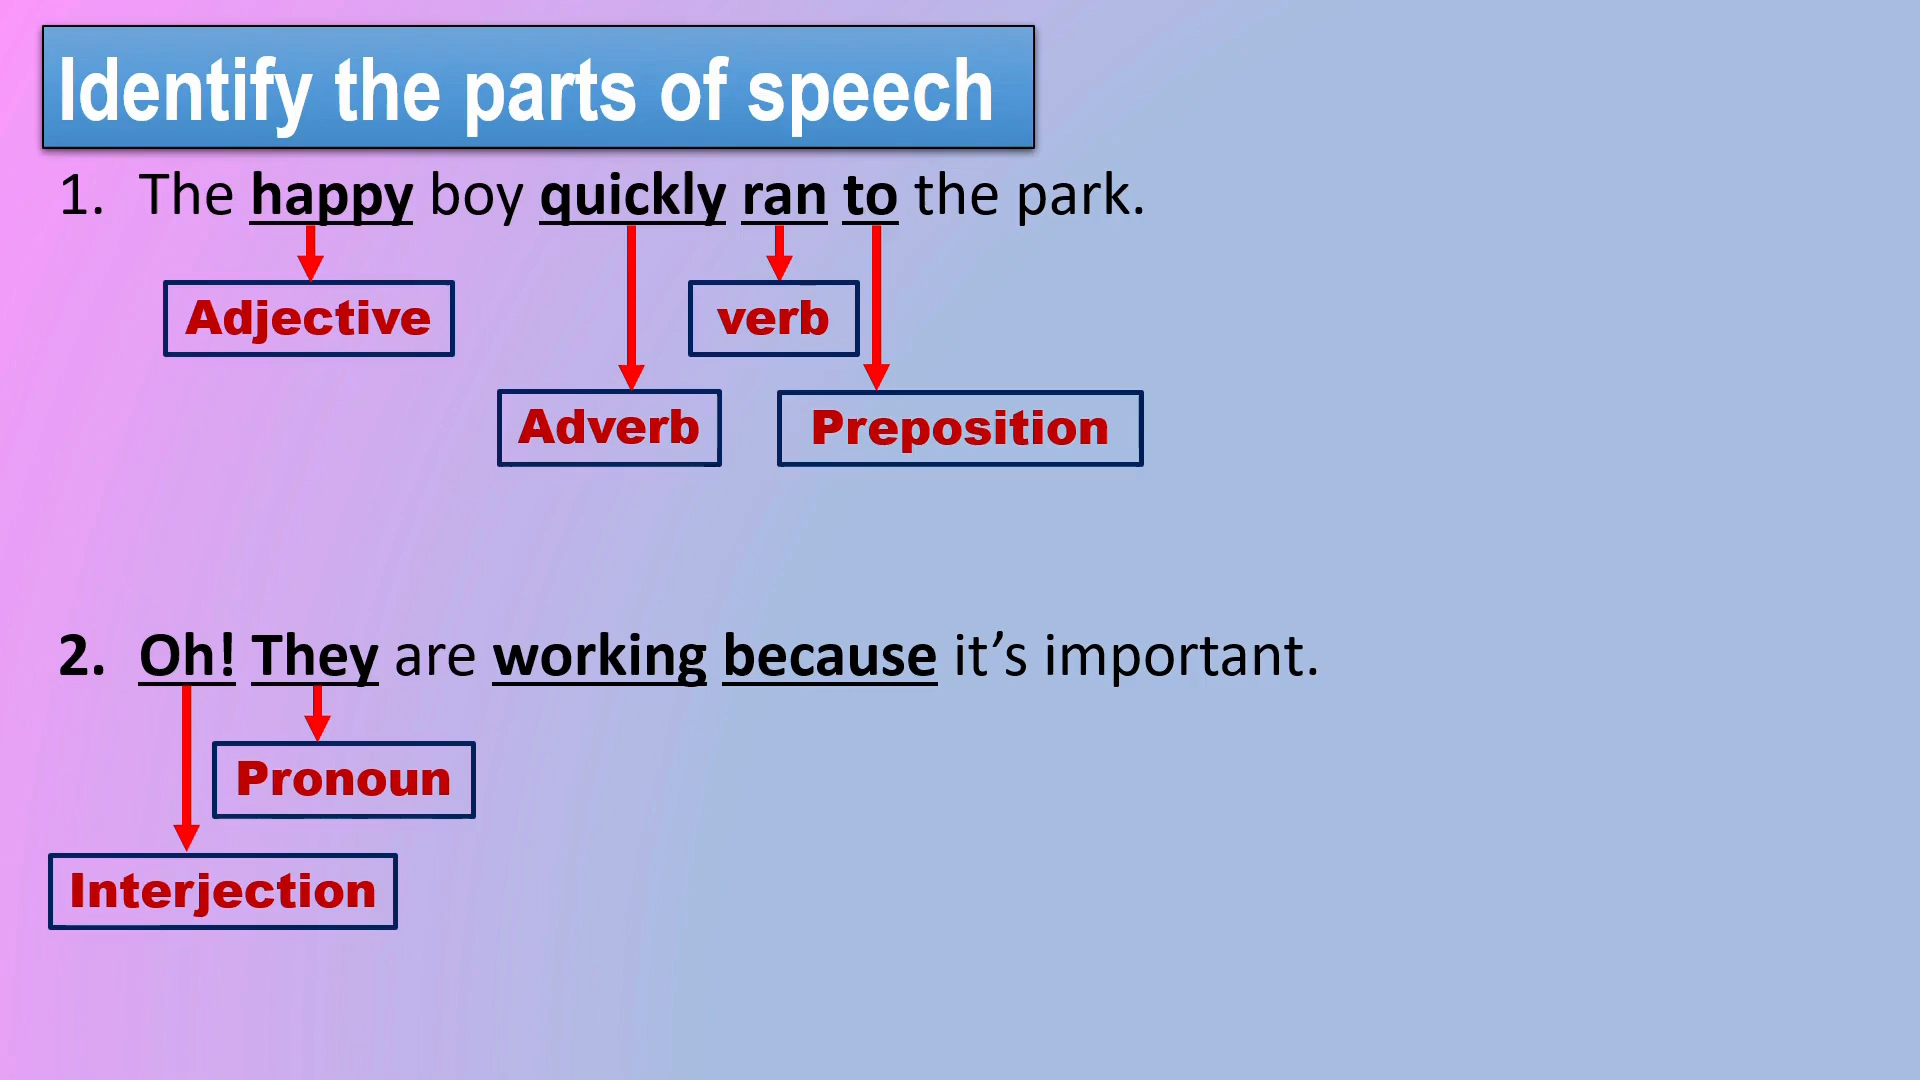 Identify the parts of speech
1. The happy boy quickly ran to the park.
Adjective
verb
Adverb
Preposition
2. Oh! They are working because it’s important.
Pronoun
Interjection